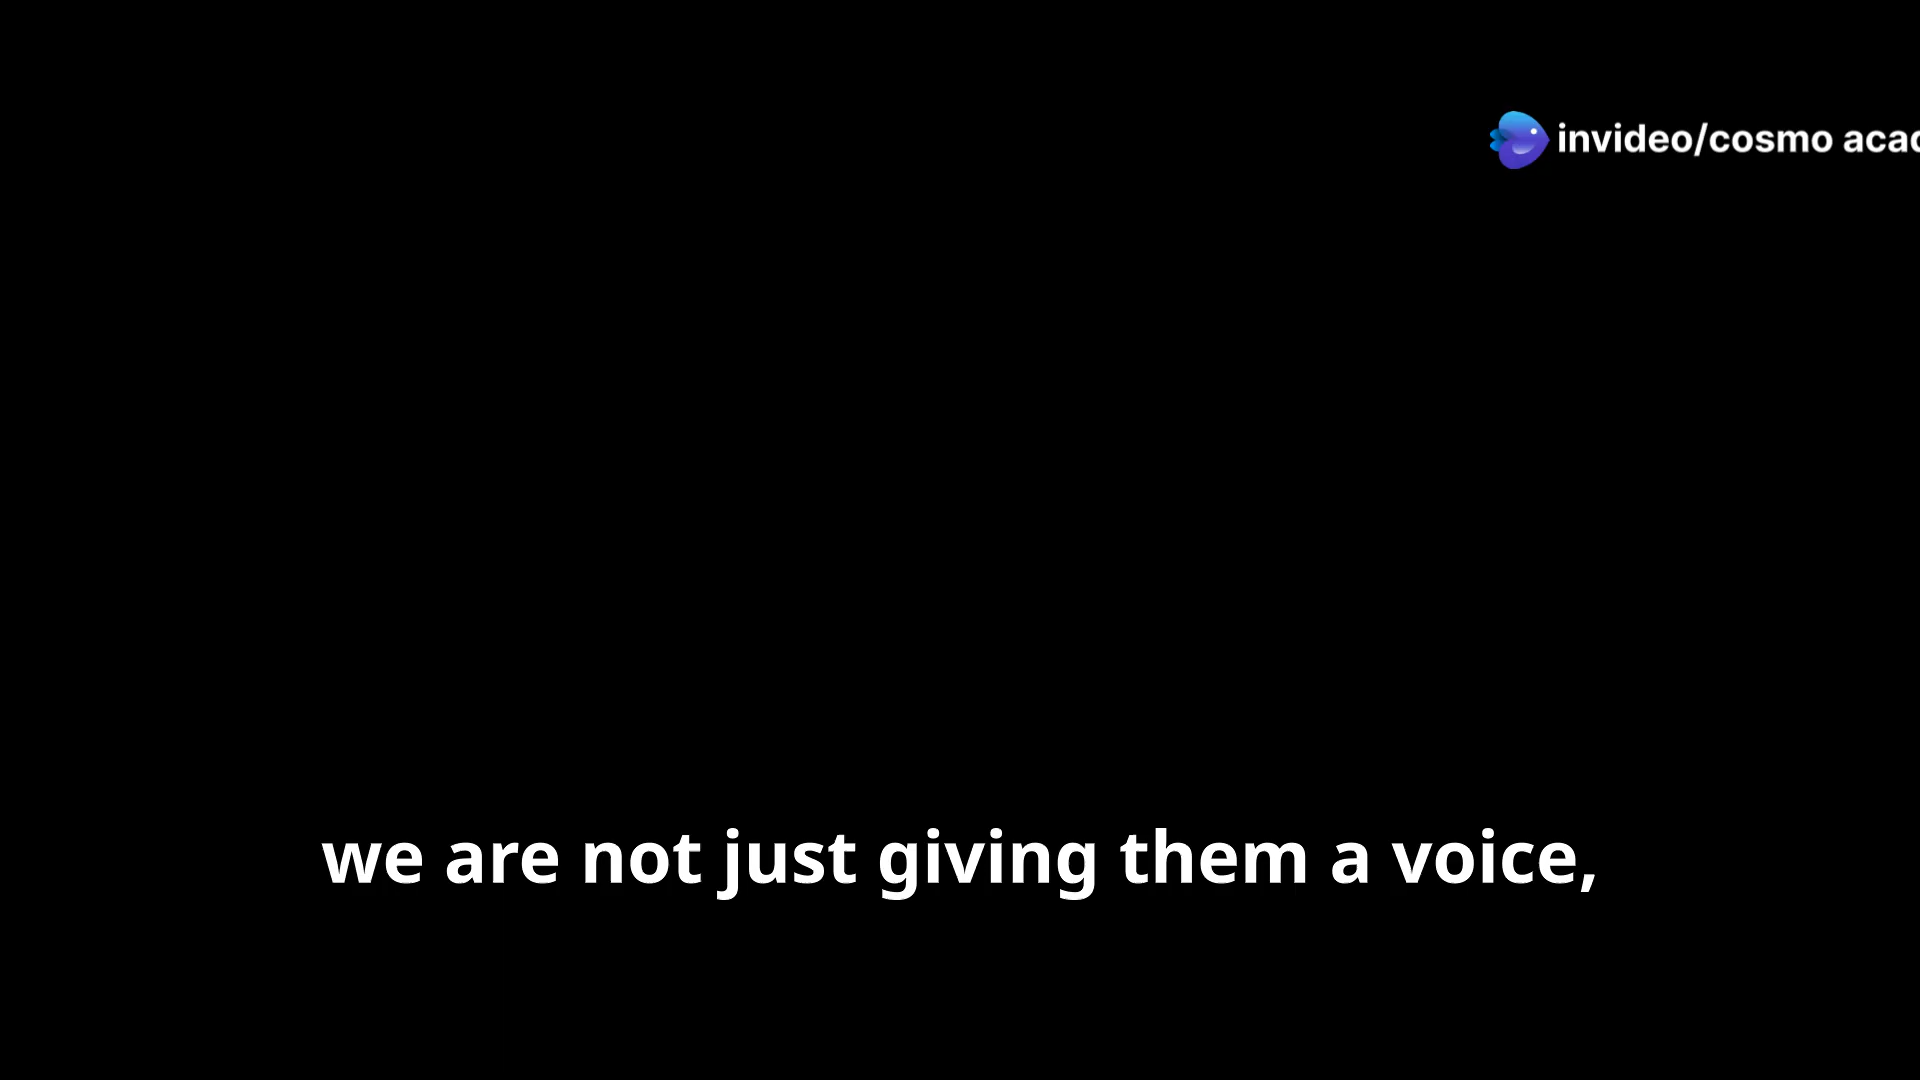 invideo/cosmo
we are not just giving them a voice,